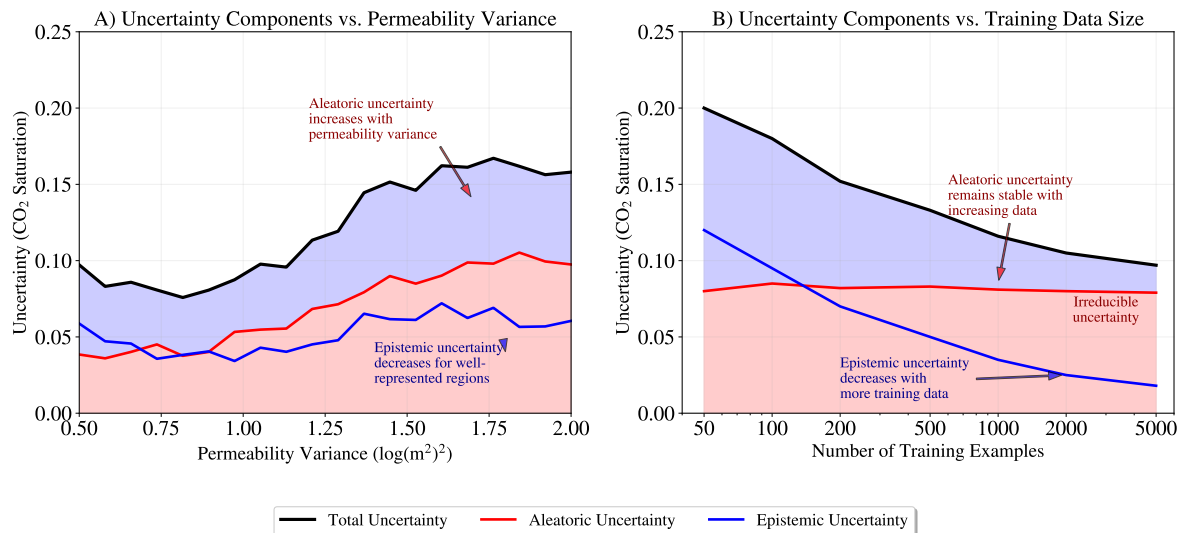 A) Uncertainty Components vs. Permeability Variance
0.25
0.20
0.15
0.10
0.05
0.00
Uncertainty (CO₂ Saturation)
Aleatoric uncertainty
increases with
permeability variance
Epistemic uncertainty
decreases for well-
represented regions
0.50 0.75 1.00 1.25 1.50 1.75 2.00
Permeability Variance (log(m²)²)
B) Uncertainty Components vs. Training Data Size
0.25
0.20
0.15
0.10
0.05
0.00
Uncertainty (CO₂ Saturation)
Aleatoric uncertainty
remains stable with
increasing data
Irreducible
uncertainty
Epistemic uncertainty
decreases with
more training data
50 100 200 500 1000 2000 5000
Number of Training Examples
Total Uncertainty Aleatoric Uncertainty Epistemic Uncertainty